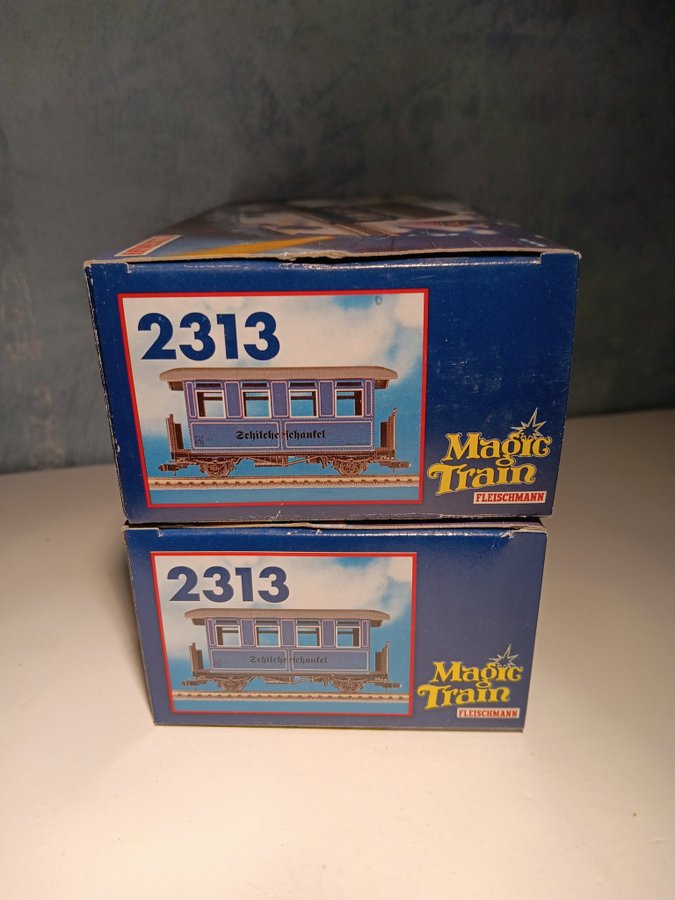 2313
Schilcherschaukel
Magic
Train
FLEISCHMANN
2313
Schilcherschaukel
Magic
Train
FLEISCHMANN